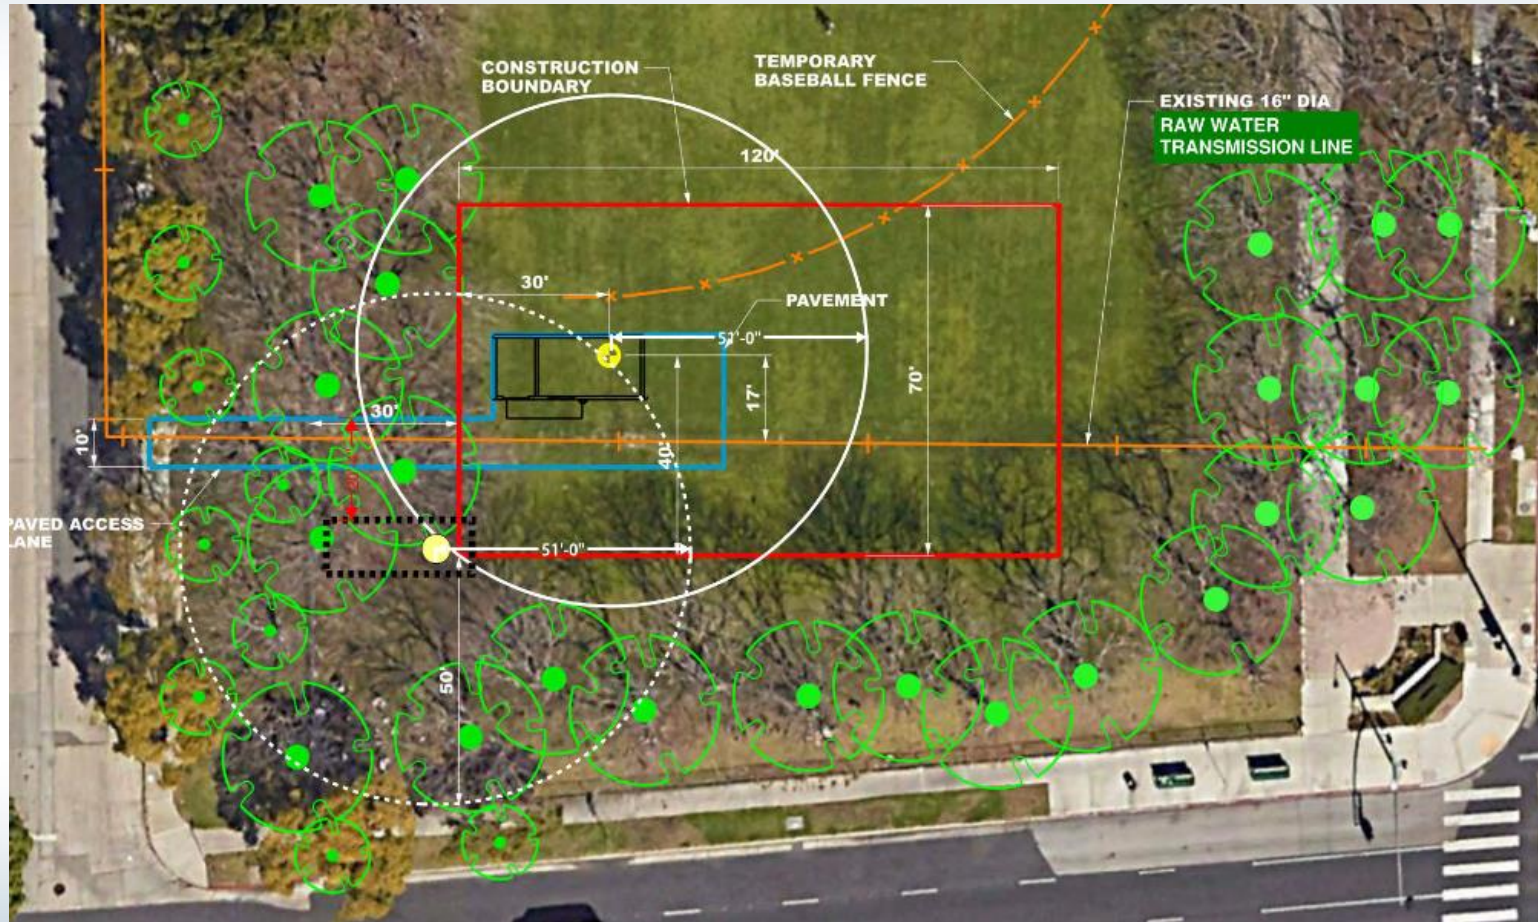 CONSTRUCTION
BOUNDARY
TEMPORARY
BASEBALL FENCE
EXISTING 16" DIA
RAW WATER
TRANSMISSION LINE
120'
30'
PAVEMENT
51'-0"
70'
17'
30'
10'
40'
PAVED ACCESS
LANE
51'-0"
50'